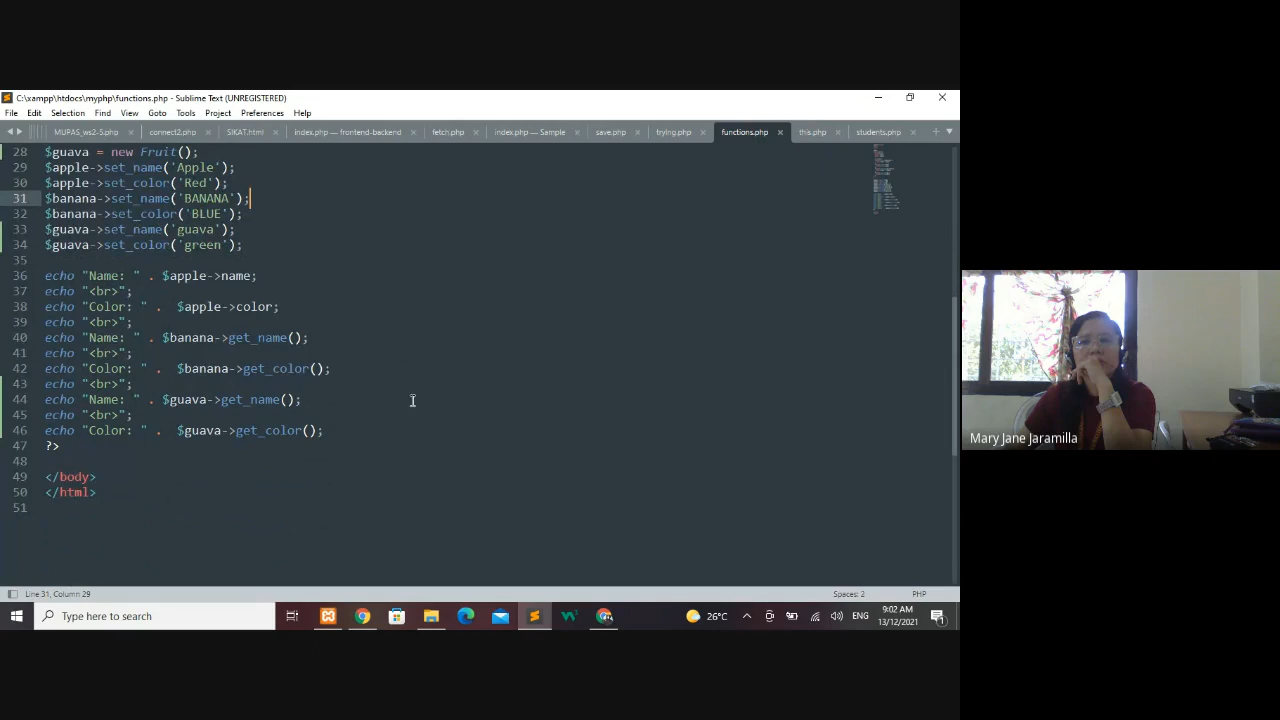 C:\xampp\htdocs\myphp\functions.php - Sublime Text (UNREGISTERED)
File Edit Selection Find View Goto Tools Project Preferences Help
MUPAS_ws2-5.php connect2.php SIKAT.html index.php — frontend-backend fetch.php index.php — Sample save.php trying.php functions.php this.php students.php
28 $guava = new Fruit();
29 $apple->set_name('Apple');
30 $apple->set_color('Red');
31 $banana->set_name('BANANA');
32 $banana->set_color('BLUE');
33 $guava->set_name('guava');
34 $guava->set_color('green');
35
36 echo "Name: " . $apple->name;
37 echo "<br>";
38 echo "Color: " .  $apple->color;
39 echo "<br>";
40 echo "Name: " . $banana->get_name();
41 echo "<br>";
42 echo "Color: " .  $banana->get_color();
43 echo "<br>";
44 echo "Name: " . $guava->get_name();
45 echo "<br>";
46 echo "Color: " .  $guava->get_color();
47 ?>
48
49 </body>
50 </html>
51
Mary Jane Jaramilla
Line 31, Column 29 Spaces: 2 PHP
Type here to search 26°C ENG 9:02 AM
13/12/2021